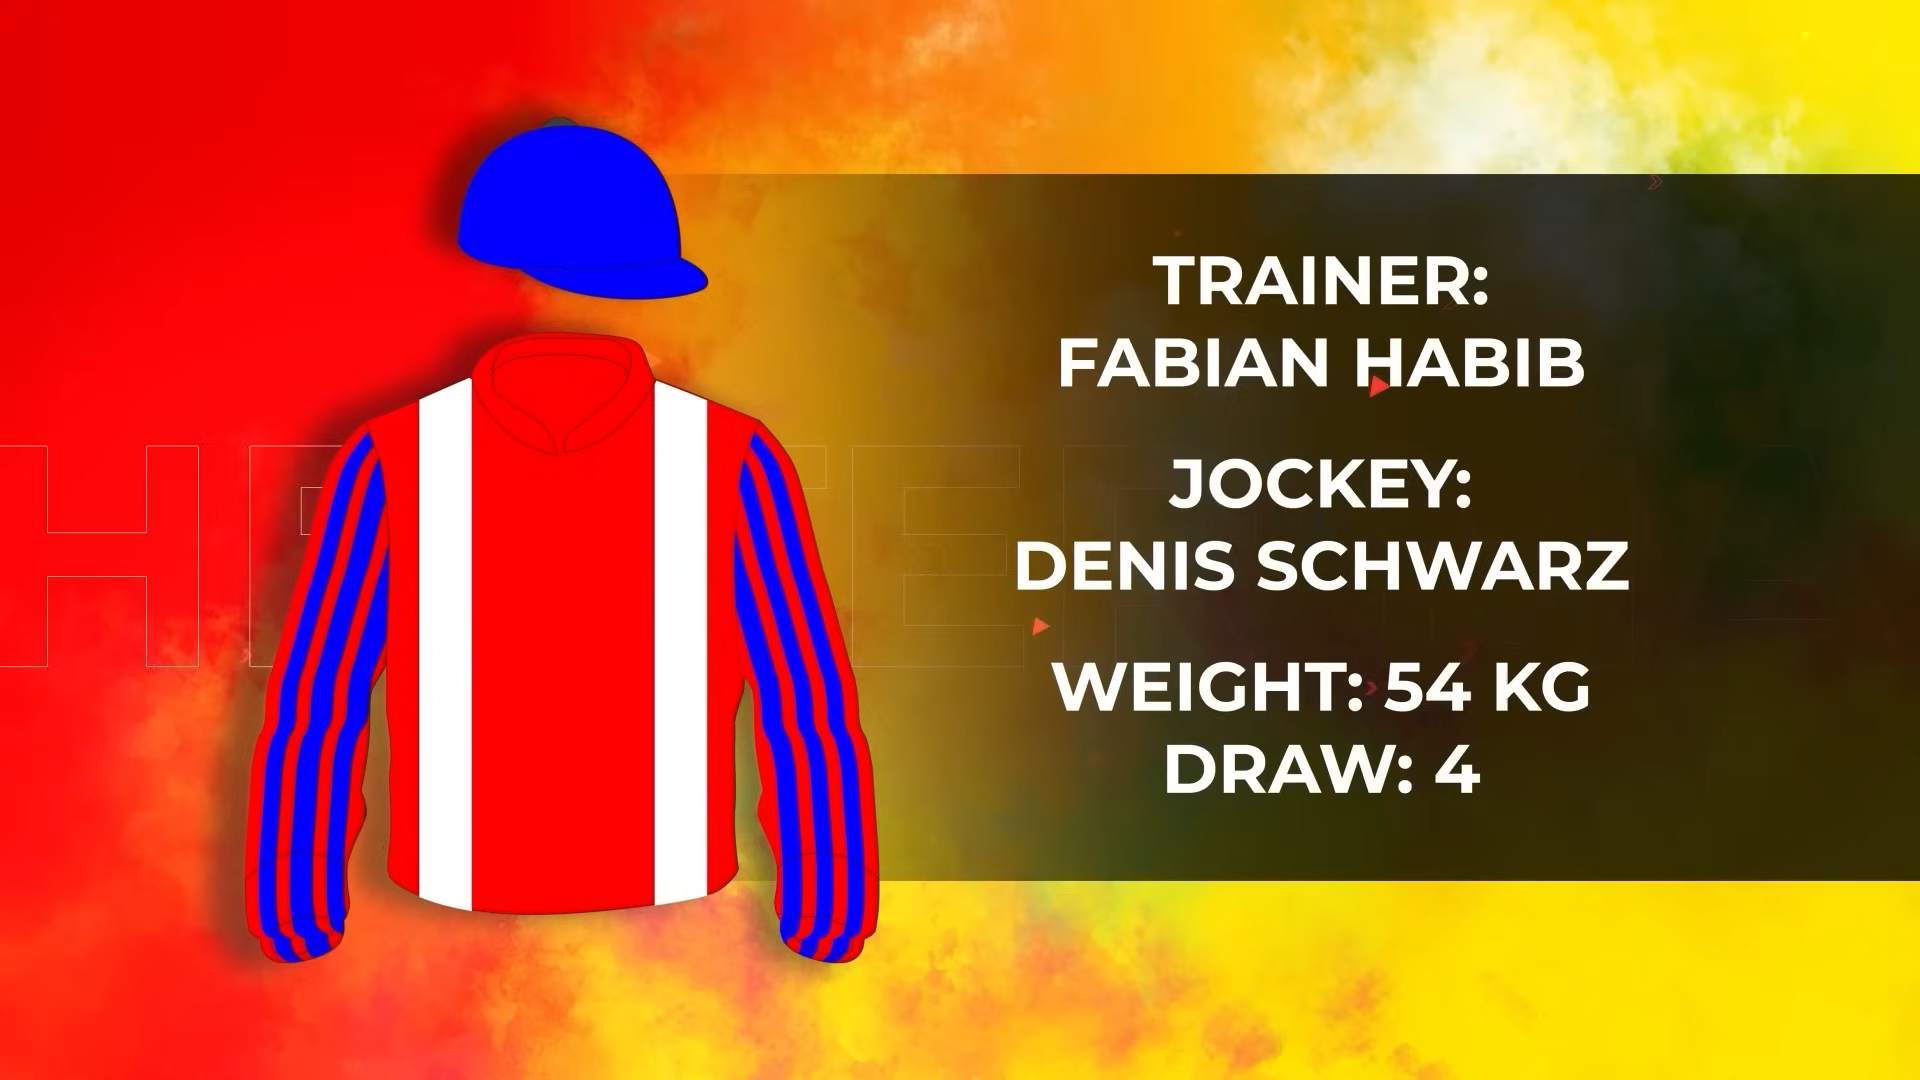 TRAINER:
FABIAN HABIB
JOCKEY:
DENIS SCHWARZ
WEIGHT: 54 KG
DRAW: 4